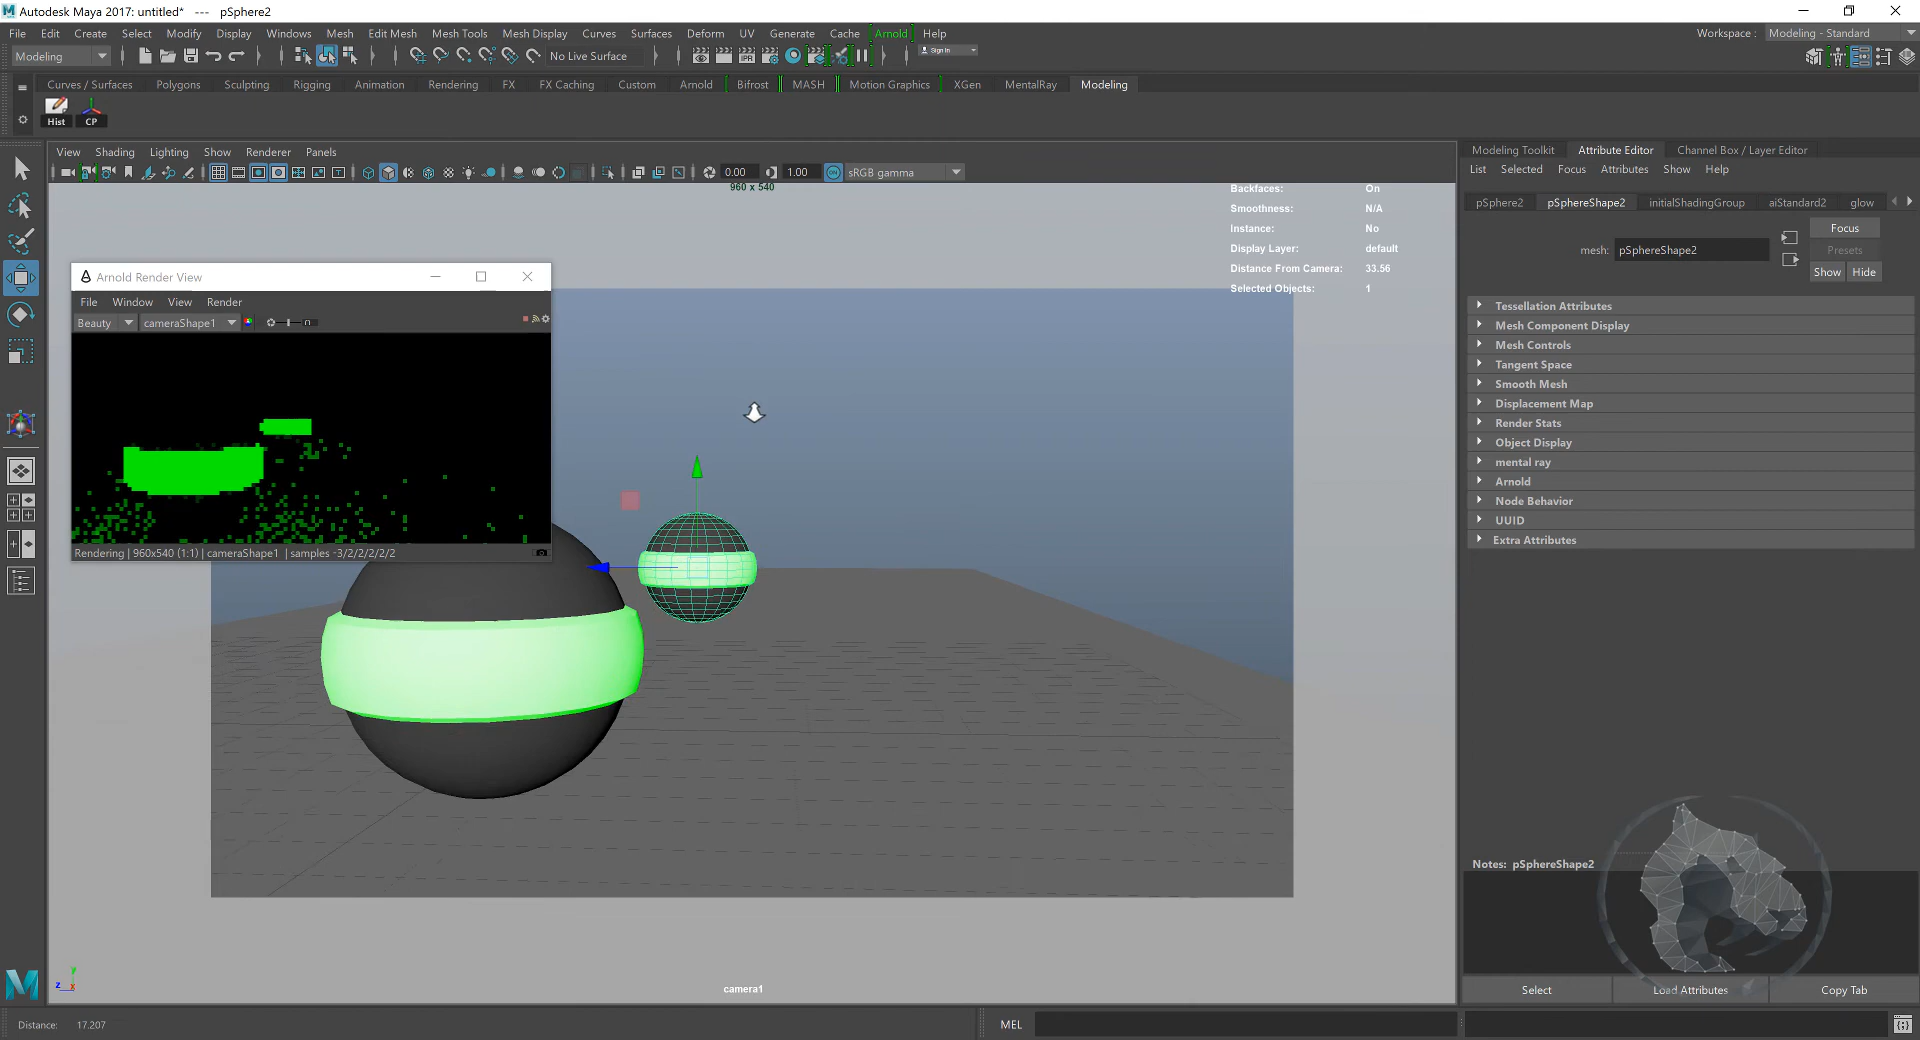 Autodesk Maya 2017: untitled* --- pSphere2
File Edit Create Select Modify Display Windows Mesh Edit Mesh Mesh Tools Mesh Display Curves Surfaces Deform UV Generate Cache Arnold Help
Workspace : Modeling - Standard
Modeling No Live Surface IPR Sign In
Curves / Surfaces Polygons Sculpting Rigging Animation Rendering FX FX Caching Custom Arnold Bifrost MASH Motion Graphics XGen MentalRay Modeling
Hist CP
View Shading Lighting Show Renderer Panels
0.00 1.00 ON sRGB gamma
960 x 540
Backfaces: On
Smoothness: N/A
Instance: No
Display Layer: default
Distance From Camera: 33.56
Selected Objects: 1
Arnold Render View
File Window View Render
Beauty cameraShape1
Rendering | 960x540 (1:1) | cameraShape1 | samples -3/2/2/2/2/2
y
z x
camera1
Modeling Toolkit Attribute Editor Channel Box / Layer Editor
List Selected Focus Attributes Show Help
pSphere2 pSphereShape2 initialShadingGroup aiStandard2 glow
Focus
mesh: pSphereShape2
Presets
Show Hide
Tessellation Attributes
Mesh Component Display
Mesh Controls
Tangent Space
Smooth Mesh
Displacement Map
Render Stats
Object Display
mental ray
Arnold
Node Behavior
UUID
Extra Attributes
Notes: pSphereShape2
Select Load Attributes Copy Tab
Distance: 17.207
MEL